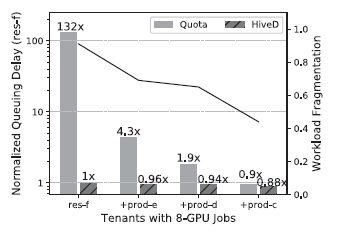 Normalized Queuing Delay (res-f)
100
10
1
132x
1x
4.3x
0.96x
1.9x
0.94x
0.9x
0.88x
Quota
HiveD
1.0
0.8
0.6
0.4
0.2
0.0
Workload Fragmentation
res-f
+prod-e
+prod-d
+prod-c
Tenants with 8-GPU Jobs